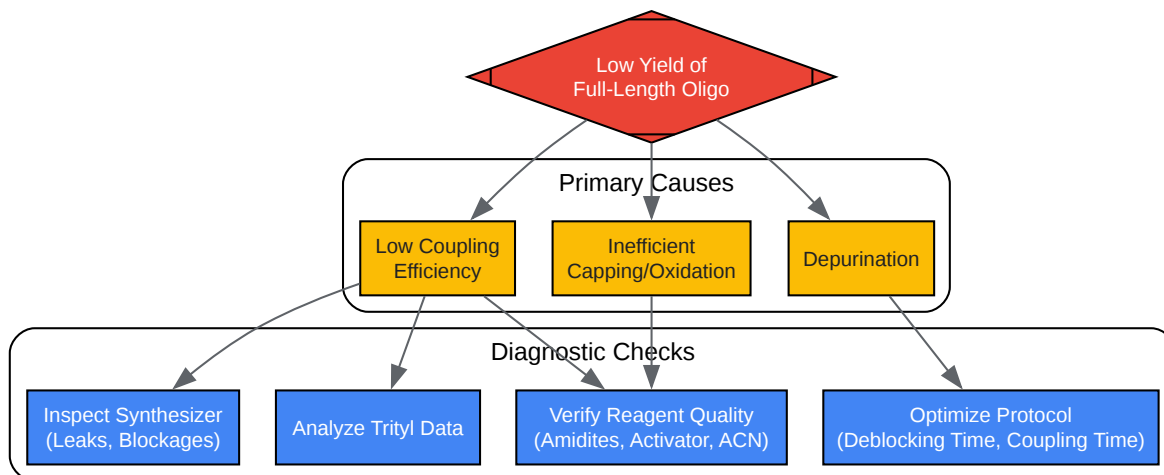 Low Yield of
Full-Length Oligo
Primary Causes
Low Coupling
Efficiency
Inefficient
Capping/Oxidation
Depurination
Diagnostic Checks
Inspect Synthesizer
(Leaks, Blockages)
Analyze Trityl Data
Verify Reagent Quality
(Amidites, Activator, ACN)
Optimize Protocol
(Deblocking Time, Coupling Time)